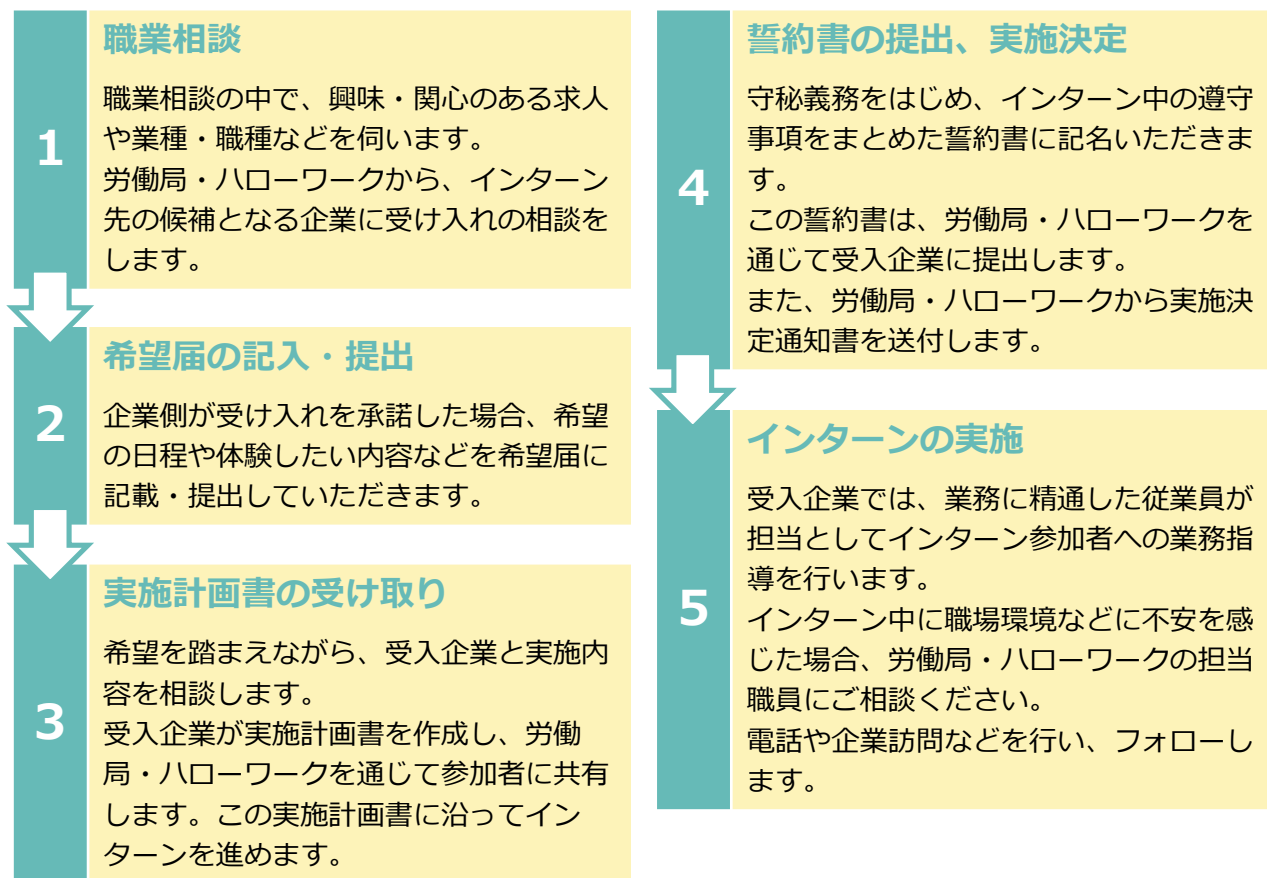 1
職業相談
職業相談の中で、興味・関心のある求人
や業種・職種などを伺います。
労働局・ハローワークから、インターン
先の候補となる企業に受け入れの相談を
します。
2
希望届の記入・提出
企業側が受け入れを承諾した場合、希望
の日程や体験したい内容などを希望届に
記載・提出していただきます。
3
実施計画書の受け取り
希望を踏まえながら、受入企業と実施内
容を相談します。
受入企業が実施計画書を作成し、労働
局・ハローワークを通じて参加者に共有
します。この実施計画書に沿ってイン
ターンを進めます。
4
誓約書の提出、実施決定
守秘義務をはじめ、インターン中の遵守
事項をまとめた誓約書に記名いただきま
す。
この誓約書は、労働局・ハローワークを
通じて受入企業に提出します。
また、労働局・ハローワークから実施決
定通知書を送付します。
5
インターンの実施
受入企業では、業務に精通した従業員が
担当としてインターン参加者への業務指
導を行います。
インターン中に職場環境などに不安を感
じた場合、労働局・ハローワークの担当
職員にご相談ください。
電話や企業訪問などを行い、フォローし
ます。